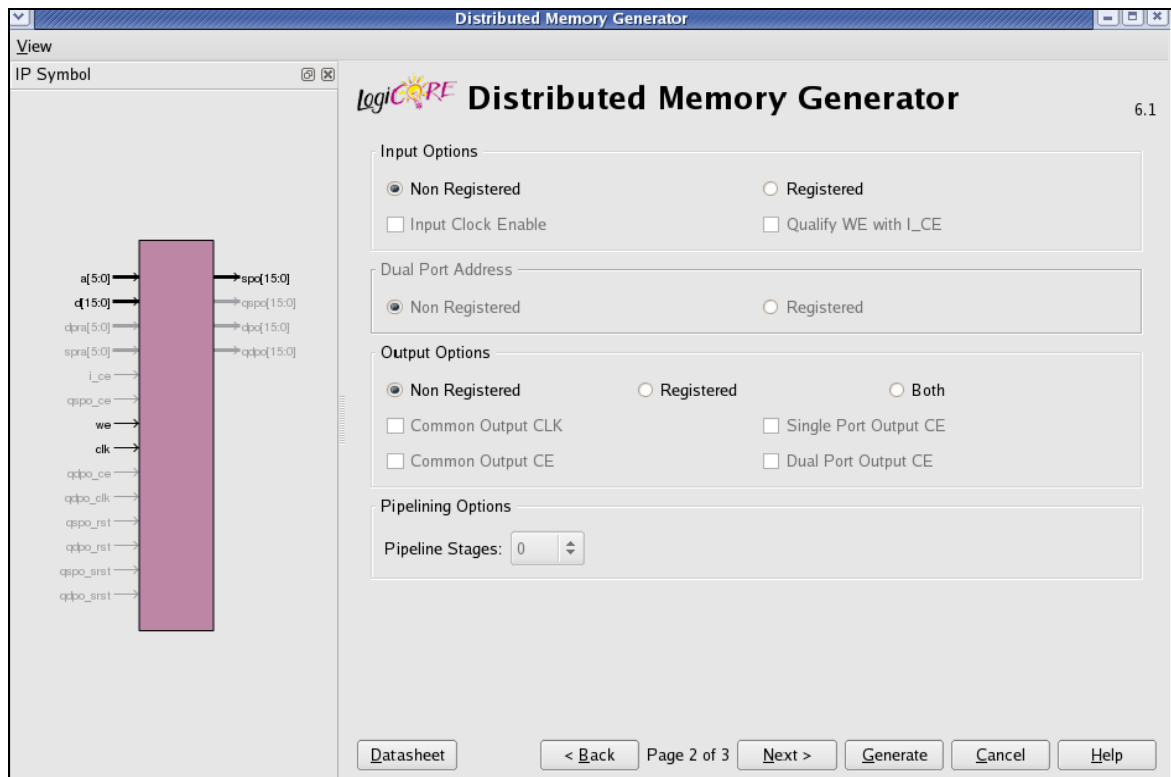 Distributed Memory Generator
View
IP Symbol
a[5:0]
d[15:0]
dpra[5:0]
spra[5:0]
i_ce
qspo_ce
we
clk
qdpo_ce
qdpo_clk
qspo_rst
qdpo_rst
qspo_srst
qdpo_srst
spo[15:0]
qspo[15:0]
dpo[15:0]
qdpo[15:0]
LogiCORE Distributed Memory Generator 6.1
Input Options
Non Registered Registered
Input Clock Enable Qualify WE with I_CE
Dual Port Address
Non Registered Registered
Output Options
Non Registered Registered Both
Common Output CLK Single Port Output CE
Common Output CE Dual Port Output CE
Pipelining Options
Pipeline Stages: 0
Datasheet < Back Page 2 of 3 Next > Generate Cancel Help